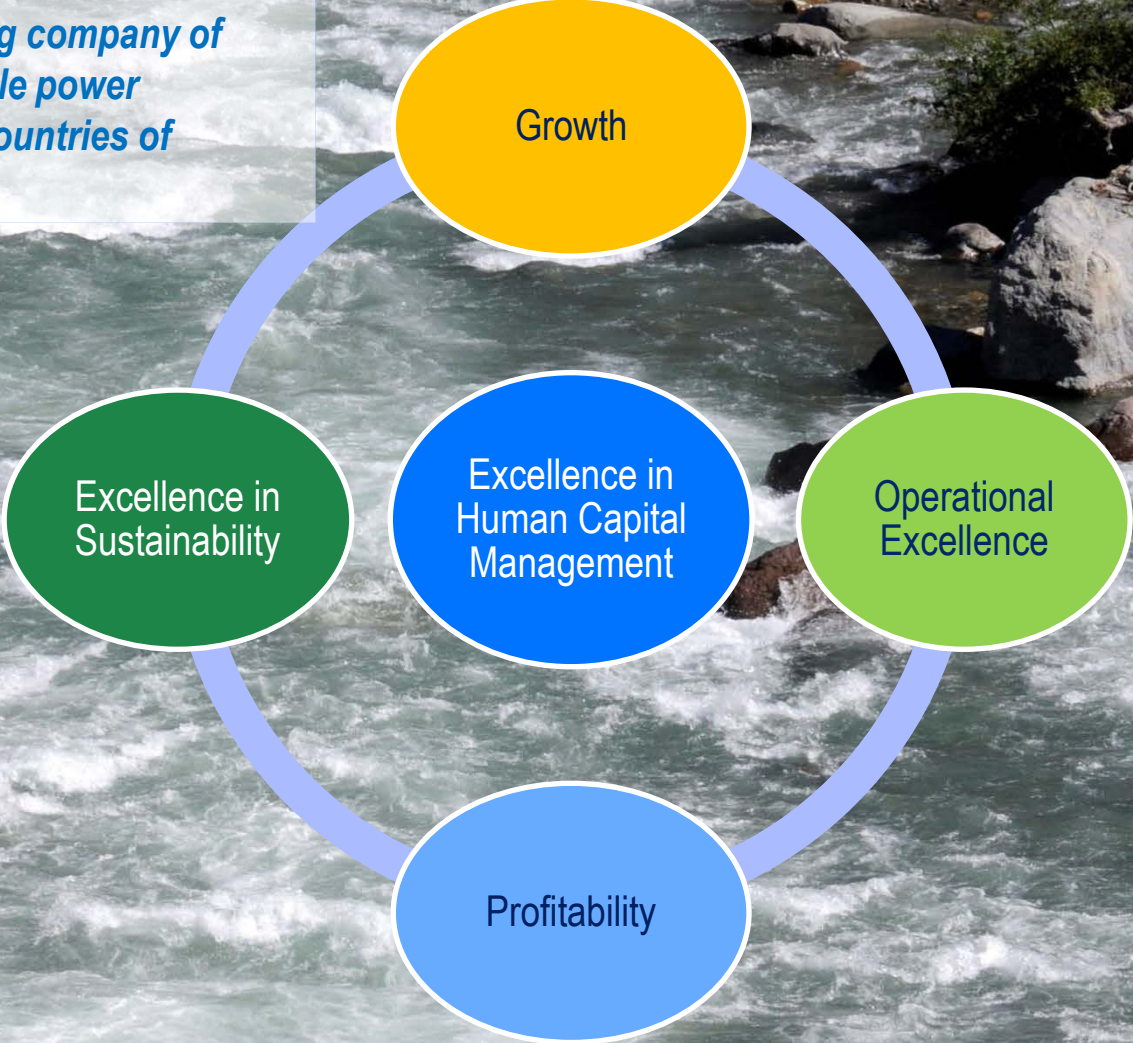 g company of
le power
ountries of
Growth
Excellence in
Sustainability
Excellence in
Human Capital
Management
Operational
Excellence
Profitability